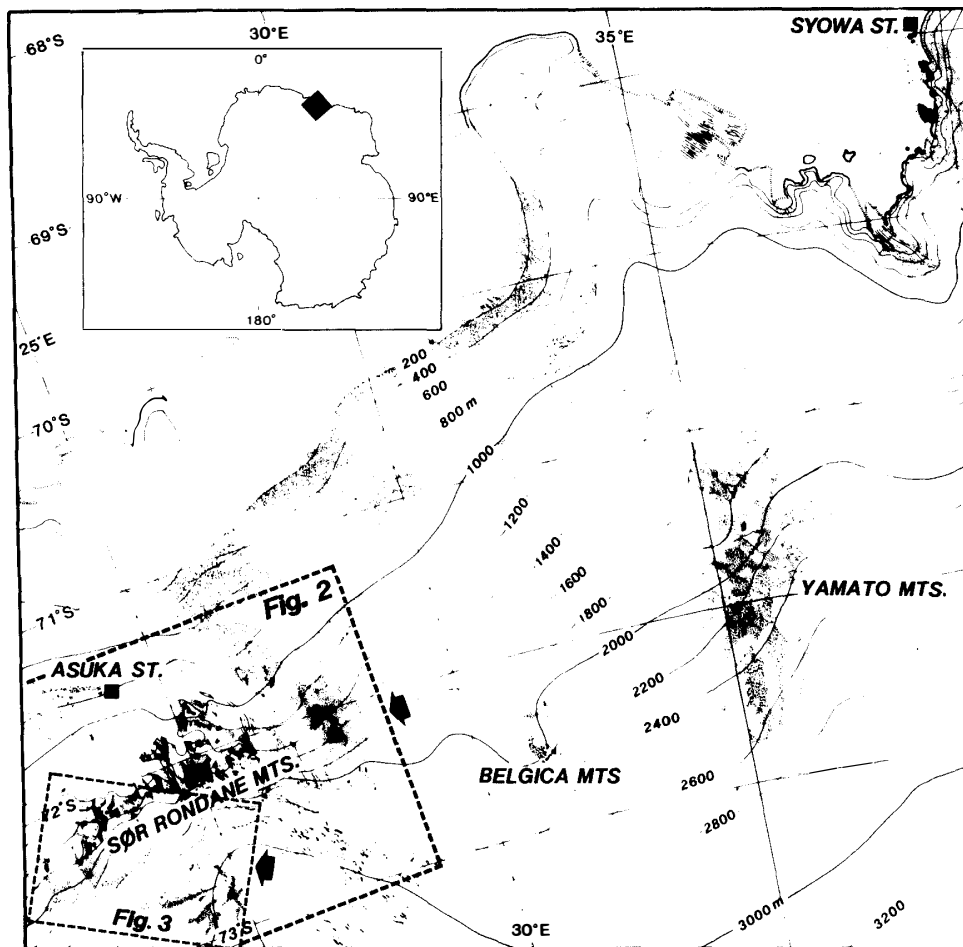 68°S
30°E
35°E
SYOWA ST.
0°
90°W
90°E
180°
69°S
25°E
70°S
200
400
600
800 m
1000
1200
1400
1600
1800
2000
2200
2400
2600
2800
3000 m
3200
YAMATO MTS.
71°S
Fig. 2
ASUKA ST.
BELGICA MTS
72°S
SØR RONDANE MTS.
Fig. 3
73°S
30°E